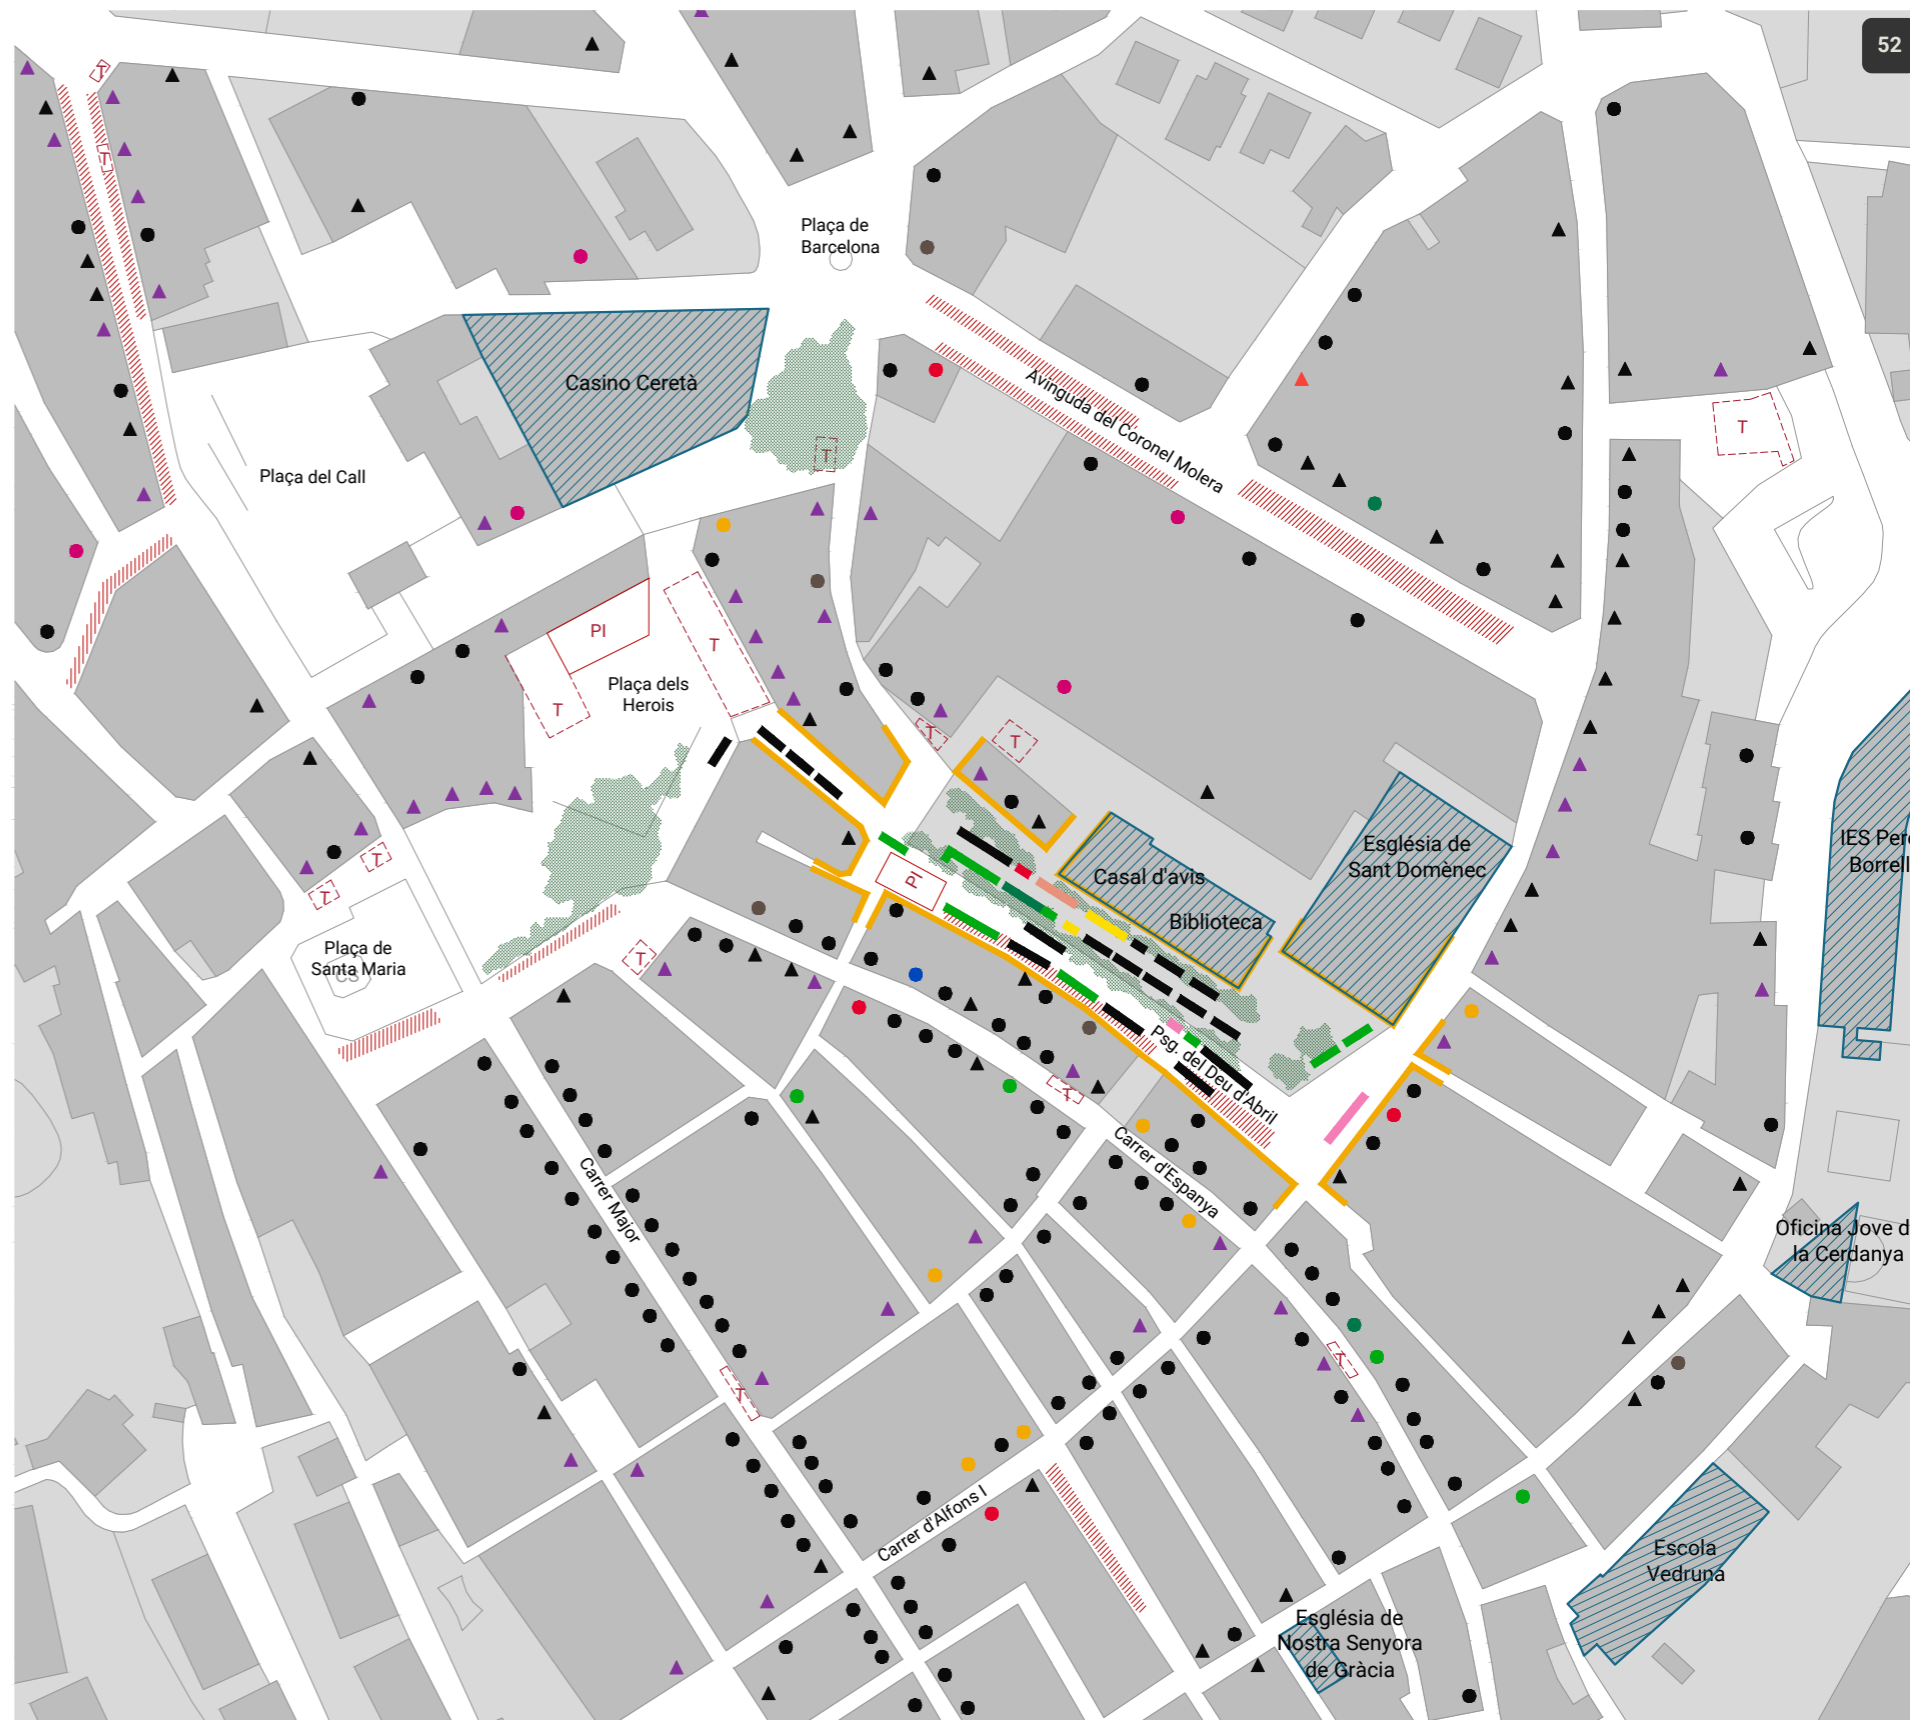 52
T
T
Plaça de
Barcelona
Casino Ceretà
Avinguda del Coronel Molera
T
T
Plaça del Call
PI
T
T
Plaça dels
Herois
T
T
Església de
Sant Domènec
IES Pere
Borrell
Casal d'avis
PI
Biblioteca
T
T
T
Plaça de
Santa Maria
CS
Psg. del Deu d'Abril
T
Carrer d'Espanya
Carrer Major
Oficina Jove d
la Cerdanya
T
T
Carrer d'Alfons I
Escola
Vedruna
Església de
Nostra Senyora
de Gràcia